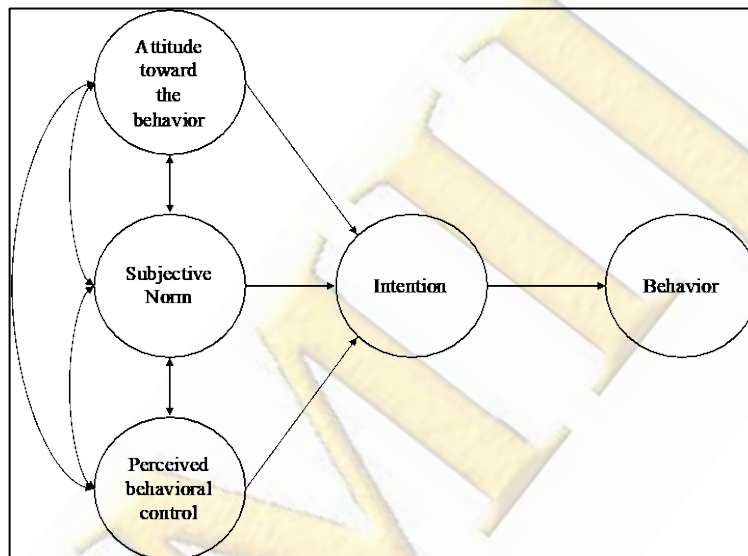 Attitude
toward
the
behavior
Subjective
Norm
Intention
Behavior
Perceived
behavioral
control